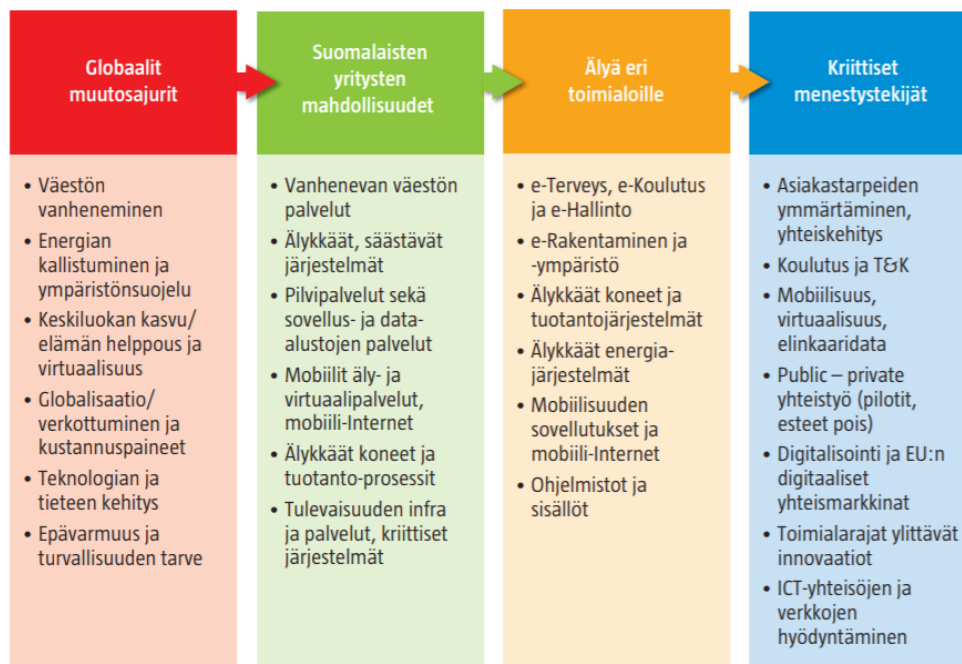 Globaalit
muutosajurit
Suomalaisten
yritysten
mahdollisuudet
Älyä eri
toimialoille
Kriittiset
menestystekijät
• Väestön
vanheneminen
• Energian
kallistuminen ja
ympäristönsuojelu
• Keskiluokan kasvu/
elämän helppous ja
virtuaalisuus
• Globalisaatio/
verkottuminen ja
kustannuspaineet
• Teknologian ja
tieteen kehitys
• Epävarmuus ja
turvallisuuden tarve
• Vanhenevan väestön
palvelut
• Älykkäät, säästävät
järjestelmät
• Pilvipalvelut sekä
sovellus- ja data-
alustojen palvelut
• Mobiilit äly- ja
virtuaalipalvelut,
mobiili-Internet
• Älykkäät koneet ja
tuotanto-prosessit
• Tulevaisuuden infra
ja palvelut, kriittiset
järjestelmät
• e-Terveys, e-Koulutus
ja e-Hallinto
• e-Rakentaminen ja
-ympäristö
• Älykkäät koneet ja
tuotantojärjestelmät
• Älykkäät energia-
järjestelmät
• Mobiilisuuden
sovellutukset ja
mobiili-Internet
• Ohjelmistot ja
sisällöt
• Asiakastarpeiden
ymmärtäminen,
yhteiskehitys
• Koulutus ja T&K
• Mobiilisuus,
virtuaalisuus,
elinkaaridata
• Public – private
yhteistyö (pilotit,
esteet pois)
• Digitalisointi ja EU:n
digitaaliset
yhteismarkkinat
• Toimialarajat ylittävät
innovaatiot
• ICT-yhteisöjen ja
verkkojen
hyödyntäminen